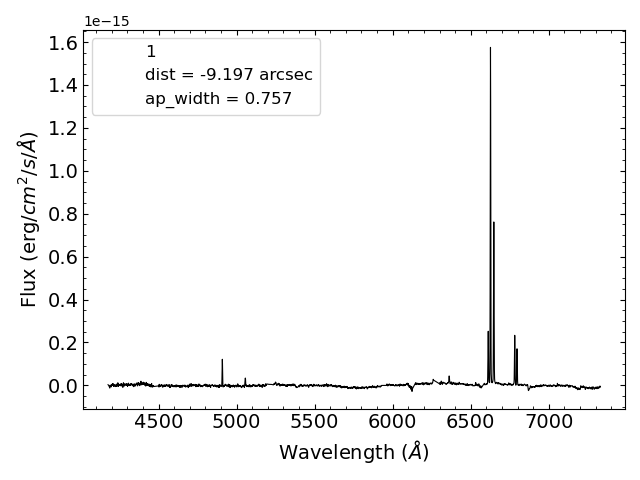 1e−15
1
dist = -9.197 arcsec
ap_width = 0.757
1.6
1.4
1.2
1.0
0.8
0.6
0.4
0.2
0.0
Flux (erg/cm²/s/Å)
4500 5000 5500 6000 6500 7000
Wavelength (Å)